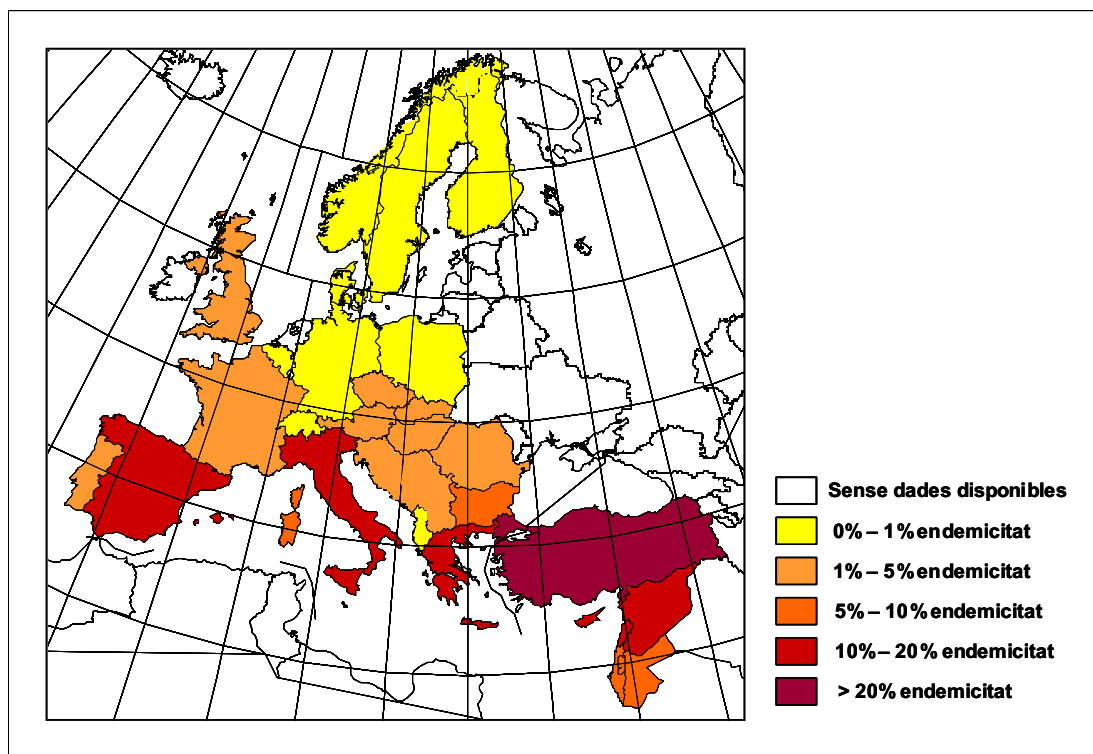 Sense dades disponibles
0% – 1% endemicitat
1% – 5% endemicitat
5% – 10% endemicitat
10% – 20% endemicitat
> 20% endemicitat